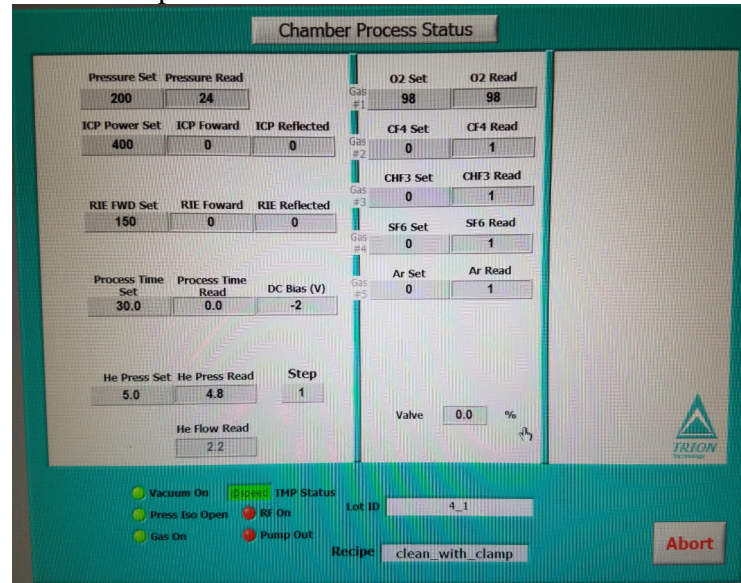 Chamber Process Status
Pressure Set Pressure Read
200 24
ICP Power Set ICP Foward ICP Reflected
400 0 0
RIE FWD Set RIE Foward RIE Reflected
150 0 0
Process Time Set Process Time Read DC Bias (V)
30.0 0.0 -2
He Press Set He Press Read Step
5.0 4.8 1
He Flow Read
2.2
O2 Set O2 Read
Gas #1 98 98
CF4 Set CF4 Read
Gas #2 0 1
CHF3 Set CHF3 Read
Gas #3 0 1
SF6 Set SF6 Read
Gas #4 0 1
Ar Set Ar Read
Gas #5 0 1
Valve 0.0 %
TRION
Technology
Vacuum On @speed TMP Status
Press Iso Open RF On
Gas On Pump Out
Lot ID 4_1
Recipe clean_with_clamp
Abort